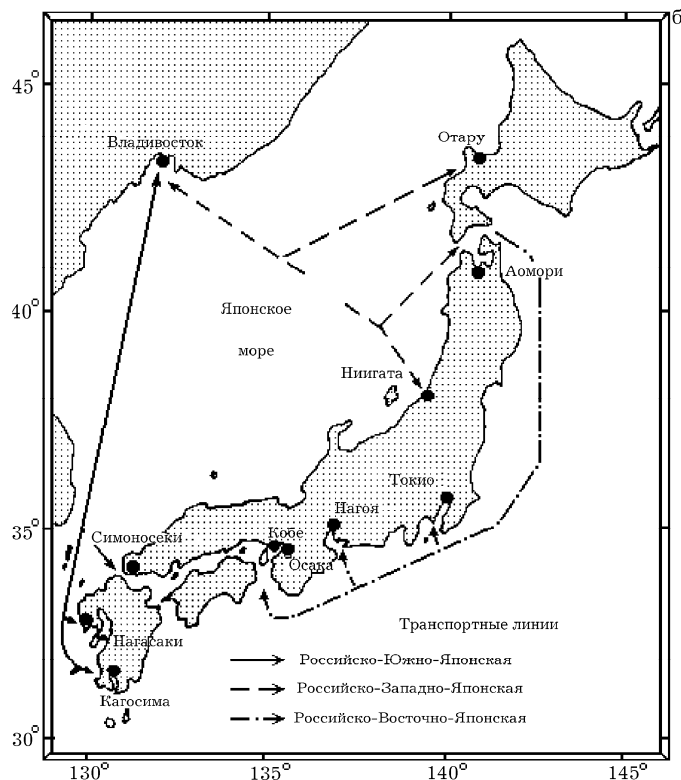 б
45°
40°
35°
30°
Владивосток
Отару
Аомори
Японское
море
Ниигата
Токио
Нагоя
Кобе
Симоносеки
Осака
Нагасаки
Кагосима
Транспортные линии
Российско-Южно-Японская
Российско-Западно-Японская
Российско-Восточно-Японская
130° 135° 140° 145°